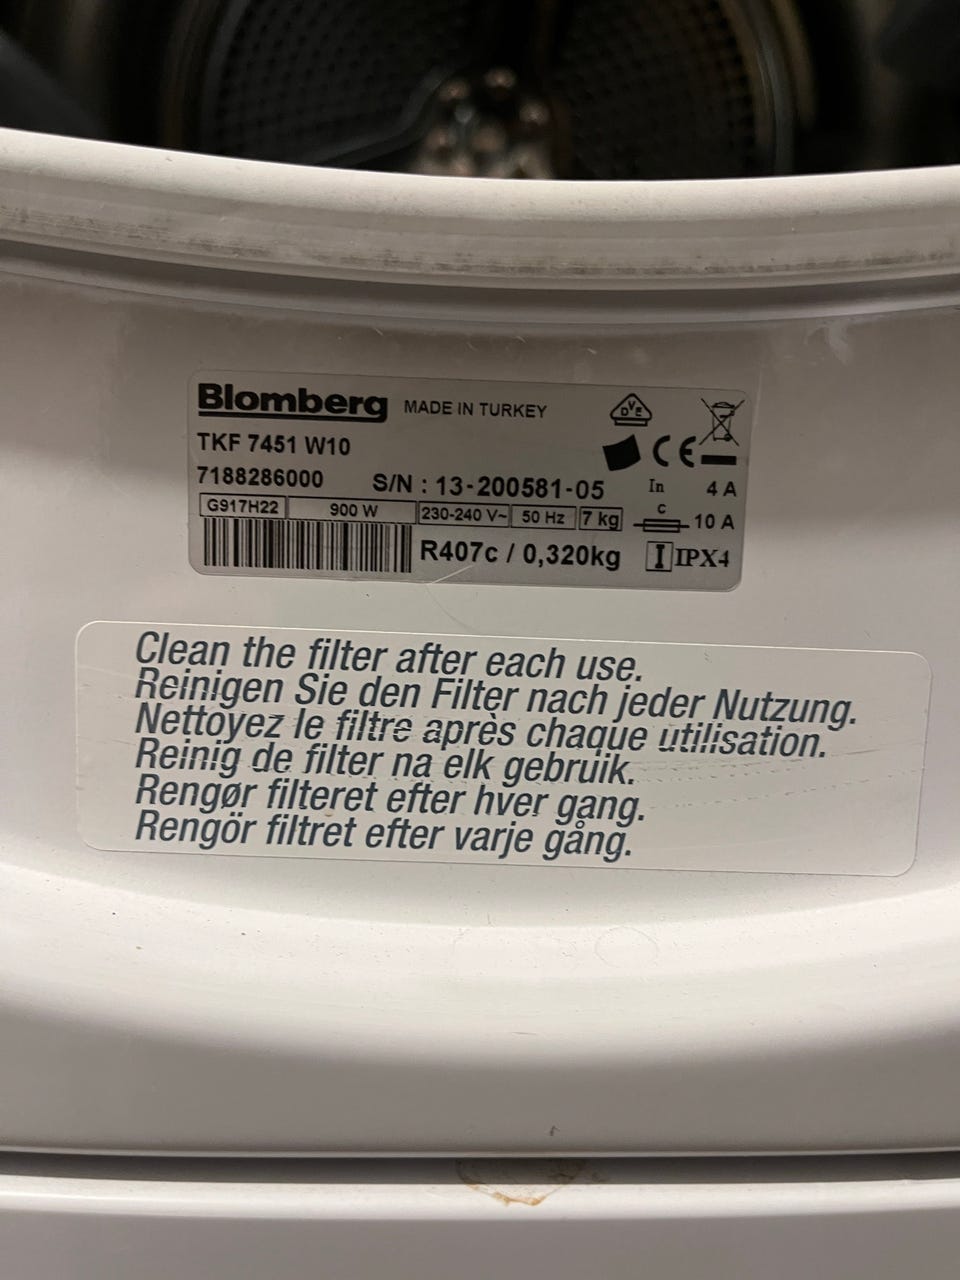 Blomberg MADE IN TURKEY
TKF 7451 W10
7188286000 S/N : 13-200581-05
G917H22 900 W 230-240 V~ 50 Hz 7 kg
R407c / 0,320kg
DVE
CE
In 4 A
C 10 A
I IPX4
Clean the filter after each use.
Reinigen Sie den Filter nach jeder Nutzung.
Nettoyez le filtre après chaque utilisation.
Reinig de filter na elk gebruik.
Rengør filteret efter hver gang.
Rengör filtret efter varje gång.